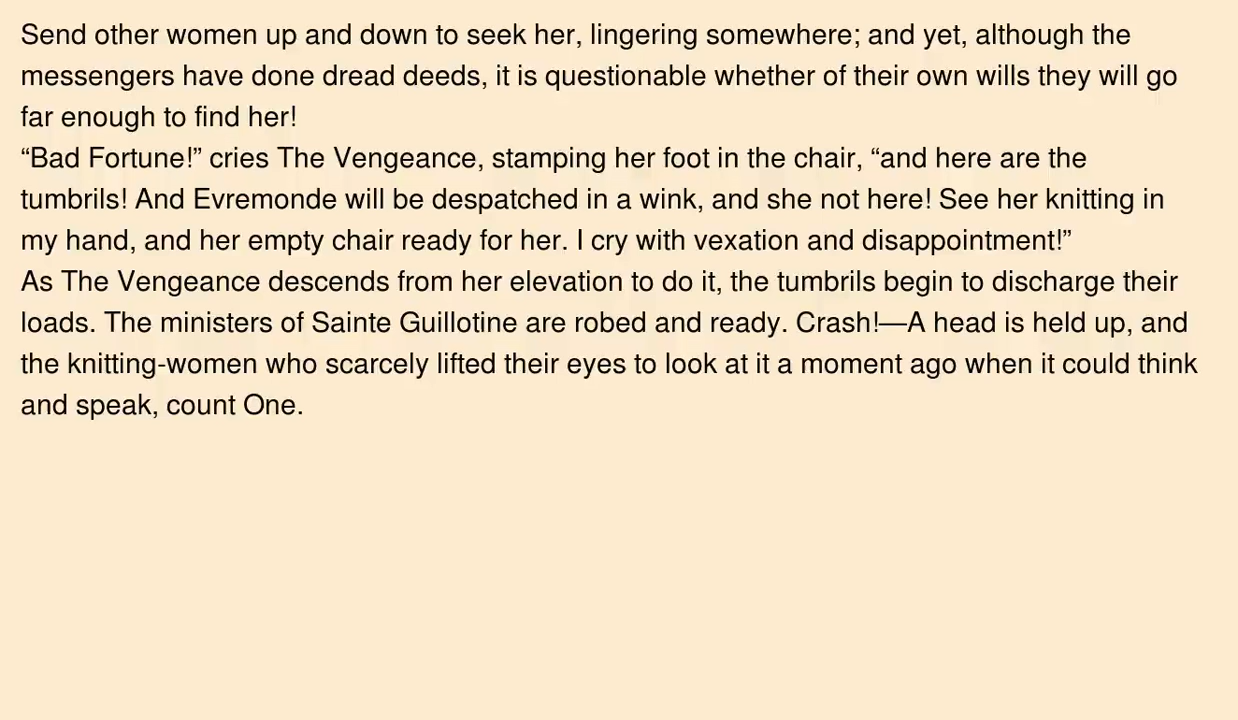 Send other women up and down to seek her, lingering somewhere; and yet, although the
messengers have done dread deeds, it is questionable whether of their own wills they will go
far enough to find her!
“Bad Fortune!” cries The Vengeance, stamping her foot in the chair, “and here are the
tumbrils! And Evremonde will be despatched in a wink, and she not here! See her knitting in
my hand, and her empty chair ready for her. I cry with vexation and disappointment!”
As The Vengeance descends from her elevation to do it, the tumbrils begin to discharge their
loads. The ministers of Sainte Guillotine are robed and ready. Crash!—A head is held up, and
the knitting-women who scarcely lifted their eyes to look at it a moment ago when it could think
and speak, count One.